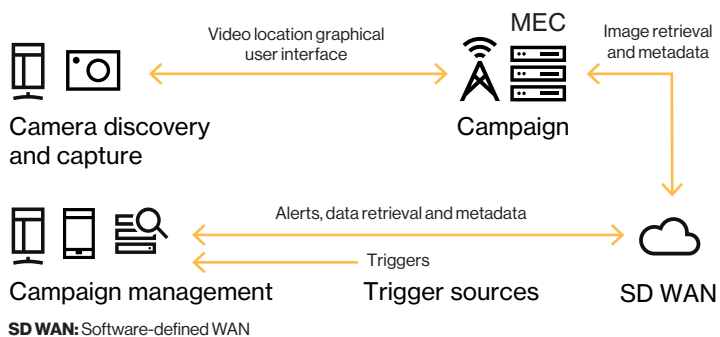 MEC
Video location graphical
user interface
Image retrieval
and metadata
Camera discovery
and capture
Campaign
Alerts, data retrieval and metadata
Triggers
Campaign management
Trigger sources
SD WAN
SD WAN: Software-defined WAN